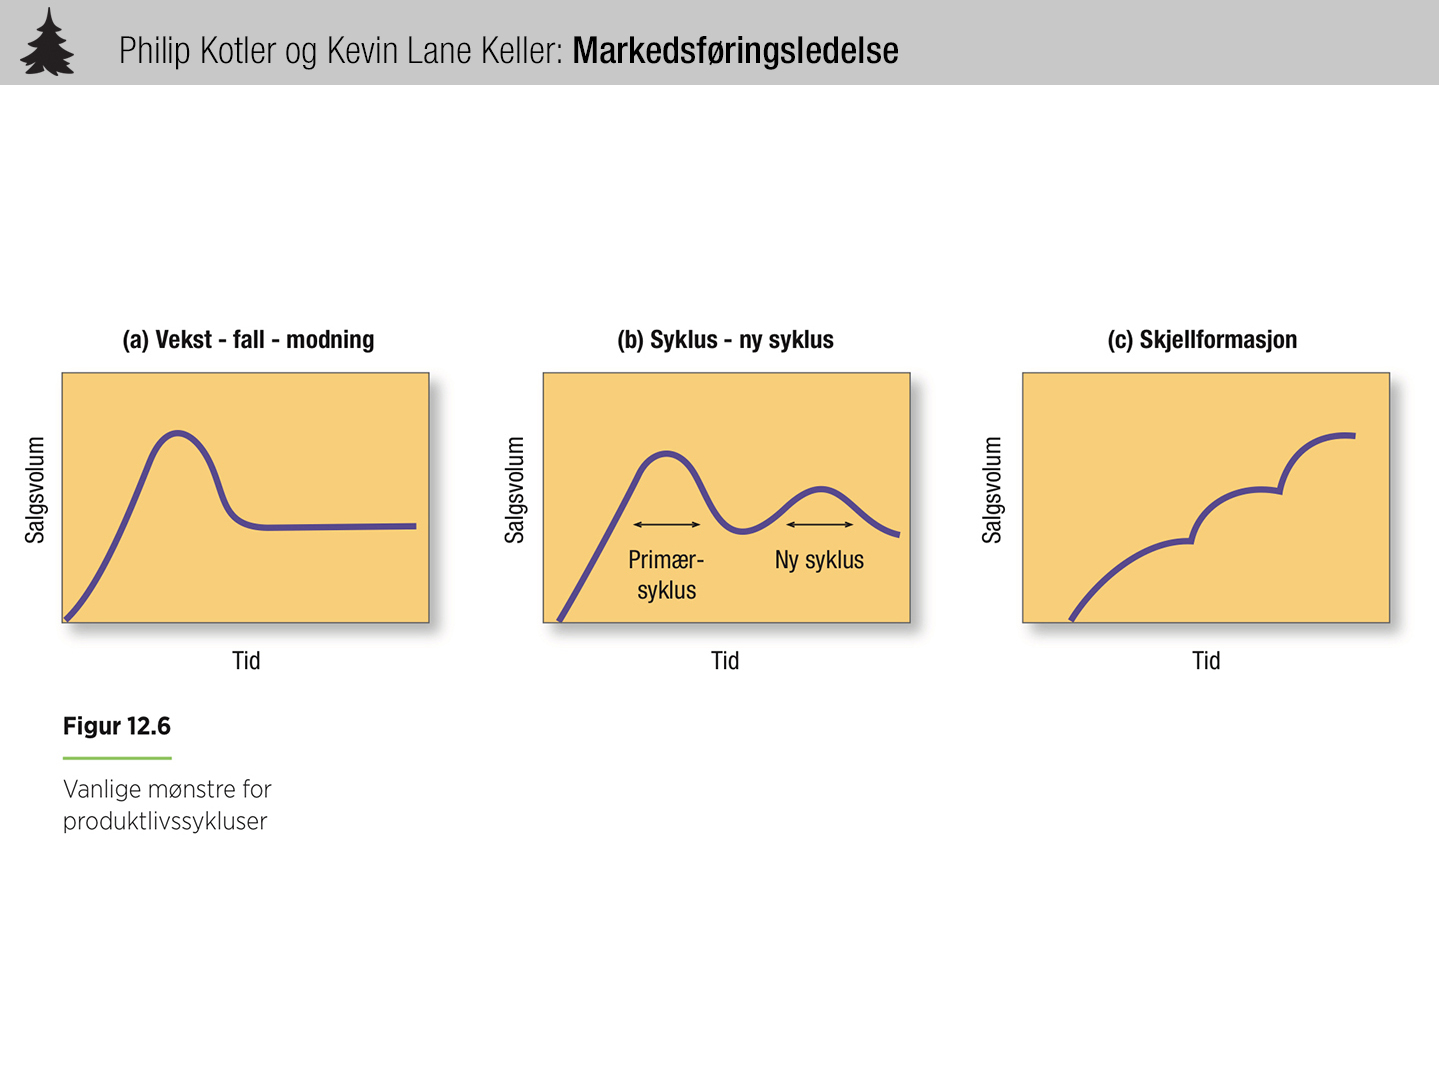 Philip Kotler og Kevin Lane Keller: Markedsføringsledelse
(a) Vekst - fall - modning
Salgsvolum
Tid
(b) Syklus - ny syklus
Salgsvolum
Primær-
syklus
Ny syklus
Tid
(c) Skjellformasjon
Salgsvolum
Tid
Figur 12.6
Vanlige mønstre for
produktlivssykluser